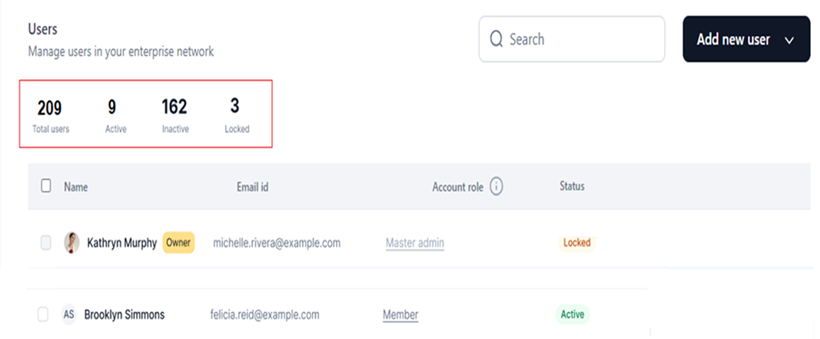 Users
Manage users in your enterprise network
Search
Add new user
209 9 162 3
Total users Active Inactive Locked
Name Email id Account role Status
Kathryn Murphy Owner michelle.rivera@example.com Master admin Locked
AS Brooklyn Simmons felicia.reid@example.com Member Active